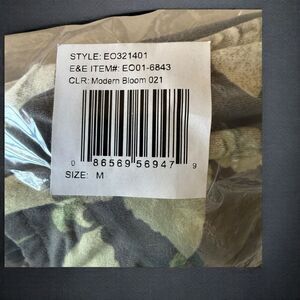 STYLE: EO321401
E&E ITEM#: EO01-6843
CLR: Modern Bloom 021
0 86569 56947 9
SIZE: M